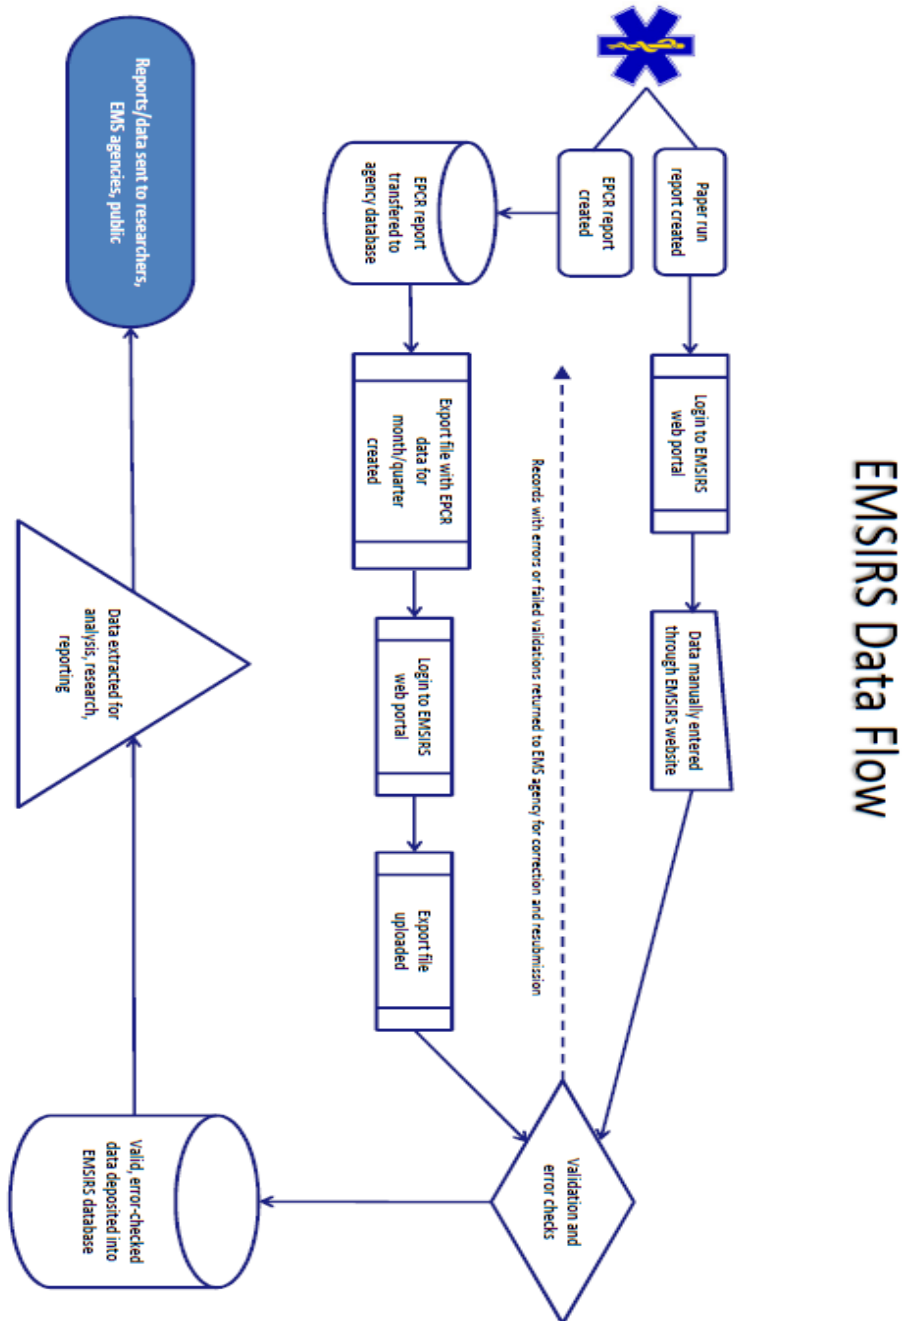 EMSIRS Data Flow
Paper run
report created
Login to EMSIRS
web portal
Data manually entered
through EMSIRS website
EPCR report
created
Records with errors or failed validations returned to EMS agency for correction and resubmission
Validation and
error checks
EPCR report
transfered to
agency database
Export file with EPCR
data for
month/quarter
created
Login to EMSIRS
web portal
Export file
uploaded
Reports/data sent to researchers,
EMS agencies, public
Data extracted for
analysis, research,
reporting
Valid, error-checked
data deposited into
EMSIRS database